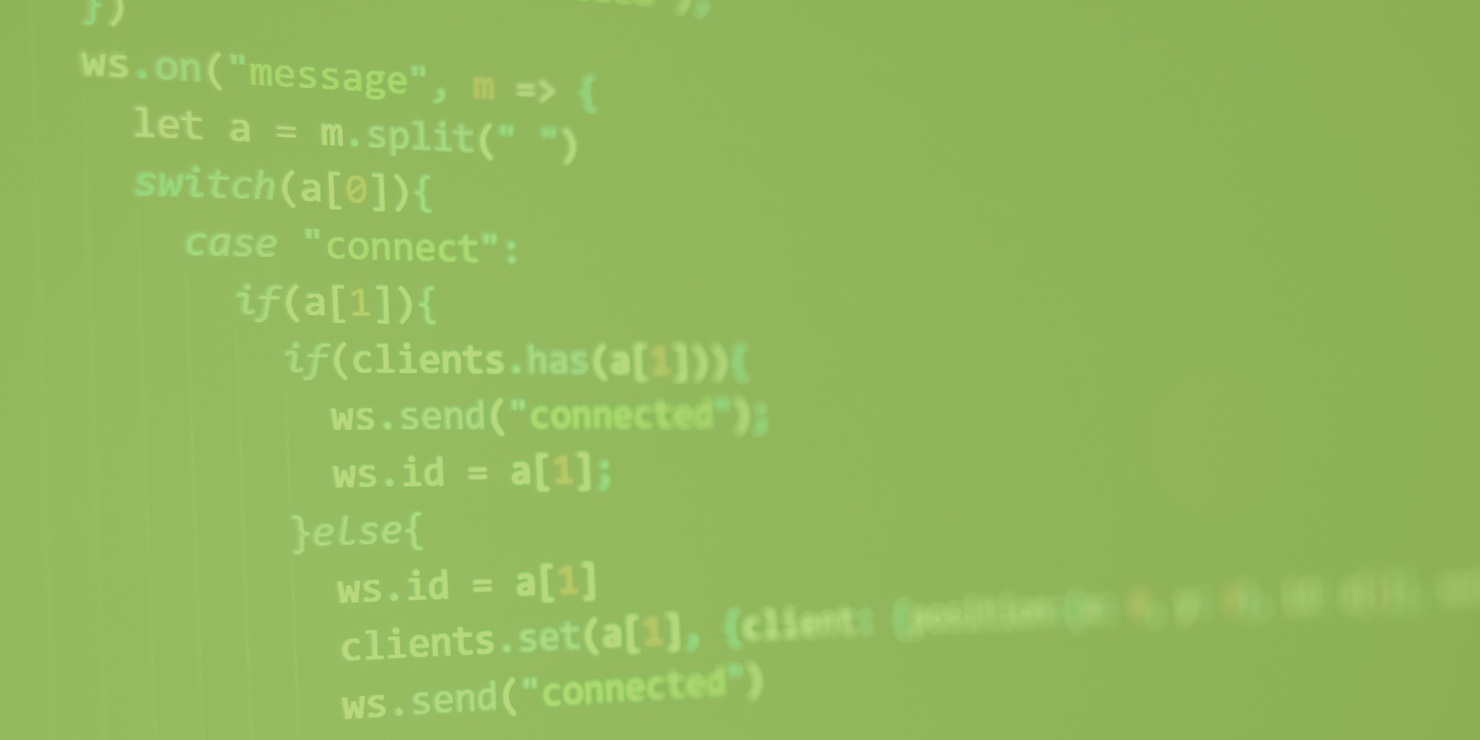 })
ws.on("message", m => {
let a = m.split(" ")
switch(a[0]){
case "connect":
if(a[1]){
if(clients.has(a[1])){
ws.send("connected");
ws.id = a[1];
}else{
ws.id = a[1]
clients.set(a[1], {client: {position:
ws.send("connected")